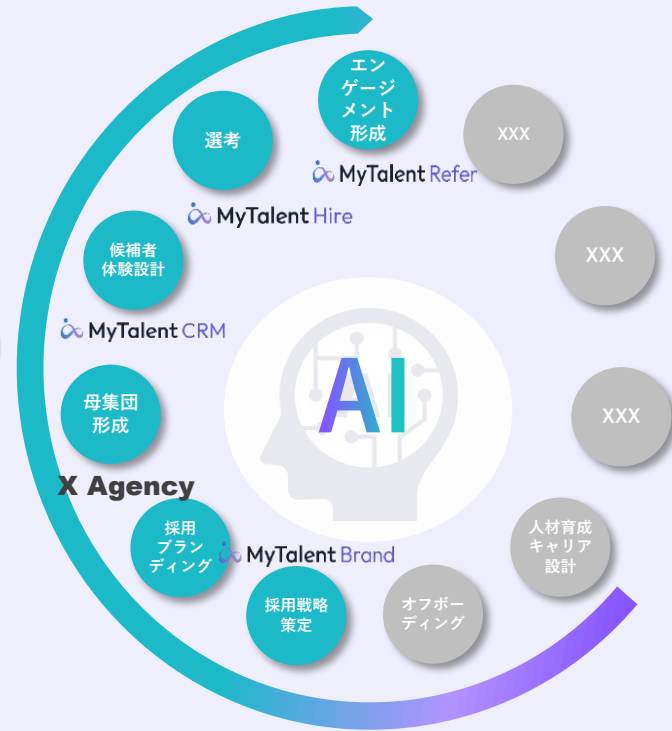 エン
ゲージ
メント
形成
MyTalent Refer
XXX
選考
MyTalent Hire
候補者
体験設計
MyTalent CRM
XXX
母集団
形成
X Agency
AI
XXX
採用
ブラン
ディング
MyTalent Brand
人材育成
キャリア
設計
採用戦略
策定
オフボー
ディング